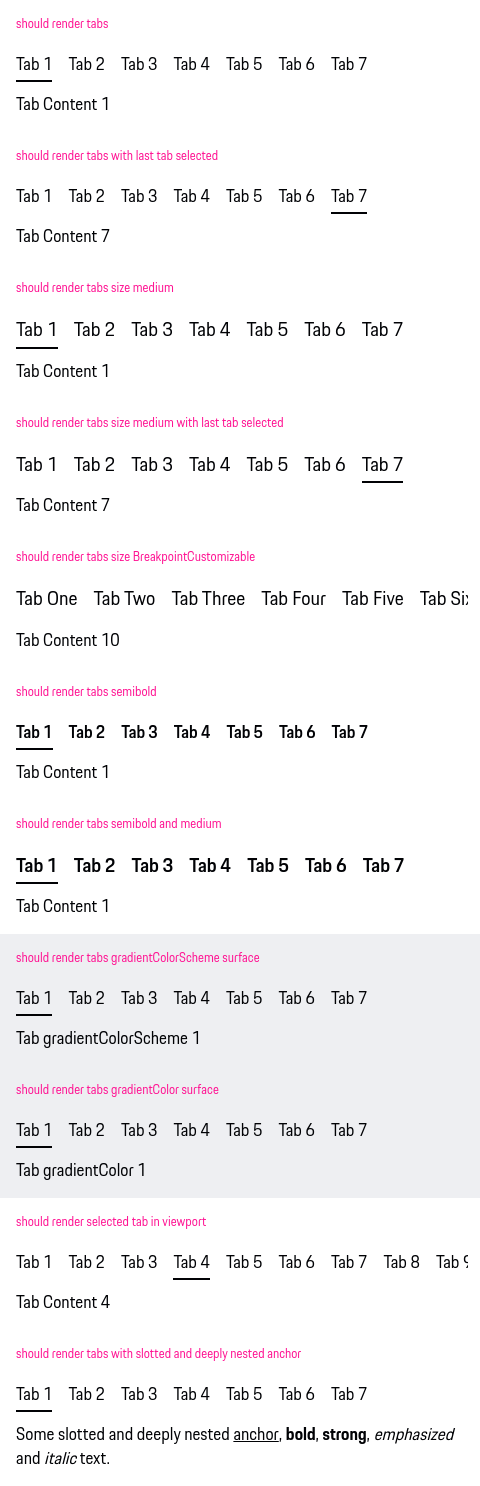 should render tabs
Tab 1 Tab 2 Tab 3 Tab 4 Tab 5 Tab 6 Tab 7
Tab Content 1
should render tabs with last tab selected
Tab 1 Tab 2 Tab 3 Tab 4 Tab 5 Tab 6 Tab 7
Tab Content 7
should render tabs size medium
Tab 1 Tab 2 Tab 3 Tab 4 Tab 5 Tab 6 Tab 7
Tab Content 1
should render tabs size medium with last tab selected
Tab 1 Tab 2 Tab 3 Tab 4 Tab 5 Tab 6 Tab 7
Tab Content 7
should render tabs size BreakpointCustomizable
Tab One Tab Two Tab Three Tab Four Tab Five Tab Six
Tab Content 10
should render tabs semibold
Tab 1 Tab 2 Tab 3 Tab 4 Tab 5 Tab 6 Tab 7
Tab Content 1
should render tabs semibold and medium
Tab 1 Tab 2 Tab 3 Tab 4 Tab 5 Tab 6 Tab 7
Tab Content 1
should render tabs gradientColorScheme surface
Tab 1 Tab 2 Tab 3 Tab 4 Tab 5 Tab 6 Tab 7
Tab gradientColorScheme 1
should render tabs gradientColor surface
Tab 1 Tab 2 Tab 3 Tab 4 Tab 5 Tab 6 Tab 7
Tab gradientColor 1
should render selected tab in viewport
Tab 1 Tab 2 Tab 3 Tab 4 Tab 5 Tab 6 Tab 7 Tab 8 Tab 9
Tab Content 4
should render tabs with slotted and deeply nested anchor
Tab 1 Tab 2 Tab 3 Tab 4 Tab 5 Tab 6 Tab 7
Some slotted and deeply nested anchor, bold, strong, emphasized
and italic text.